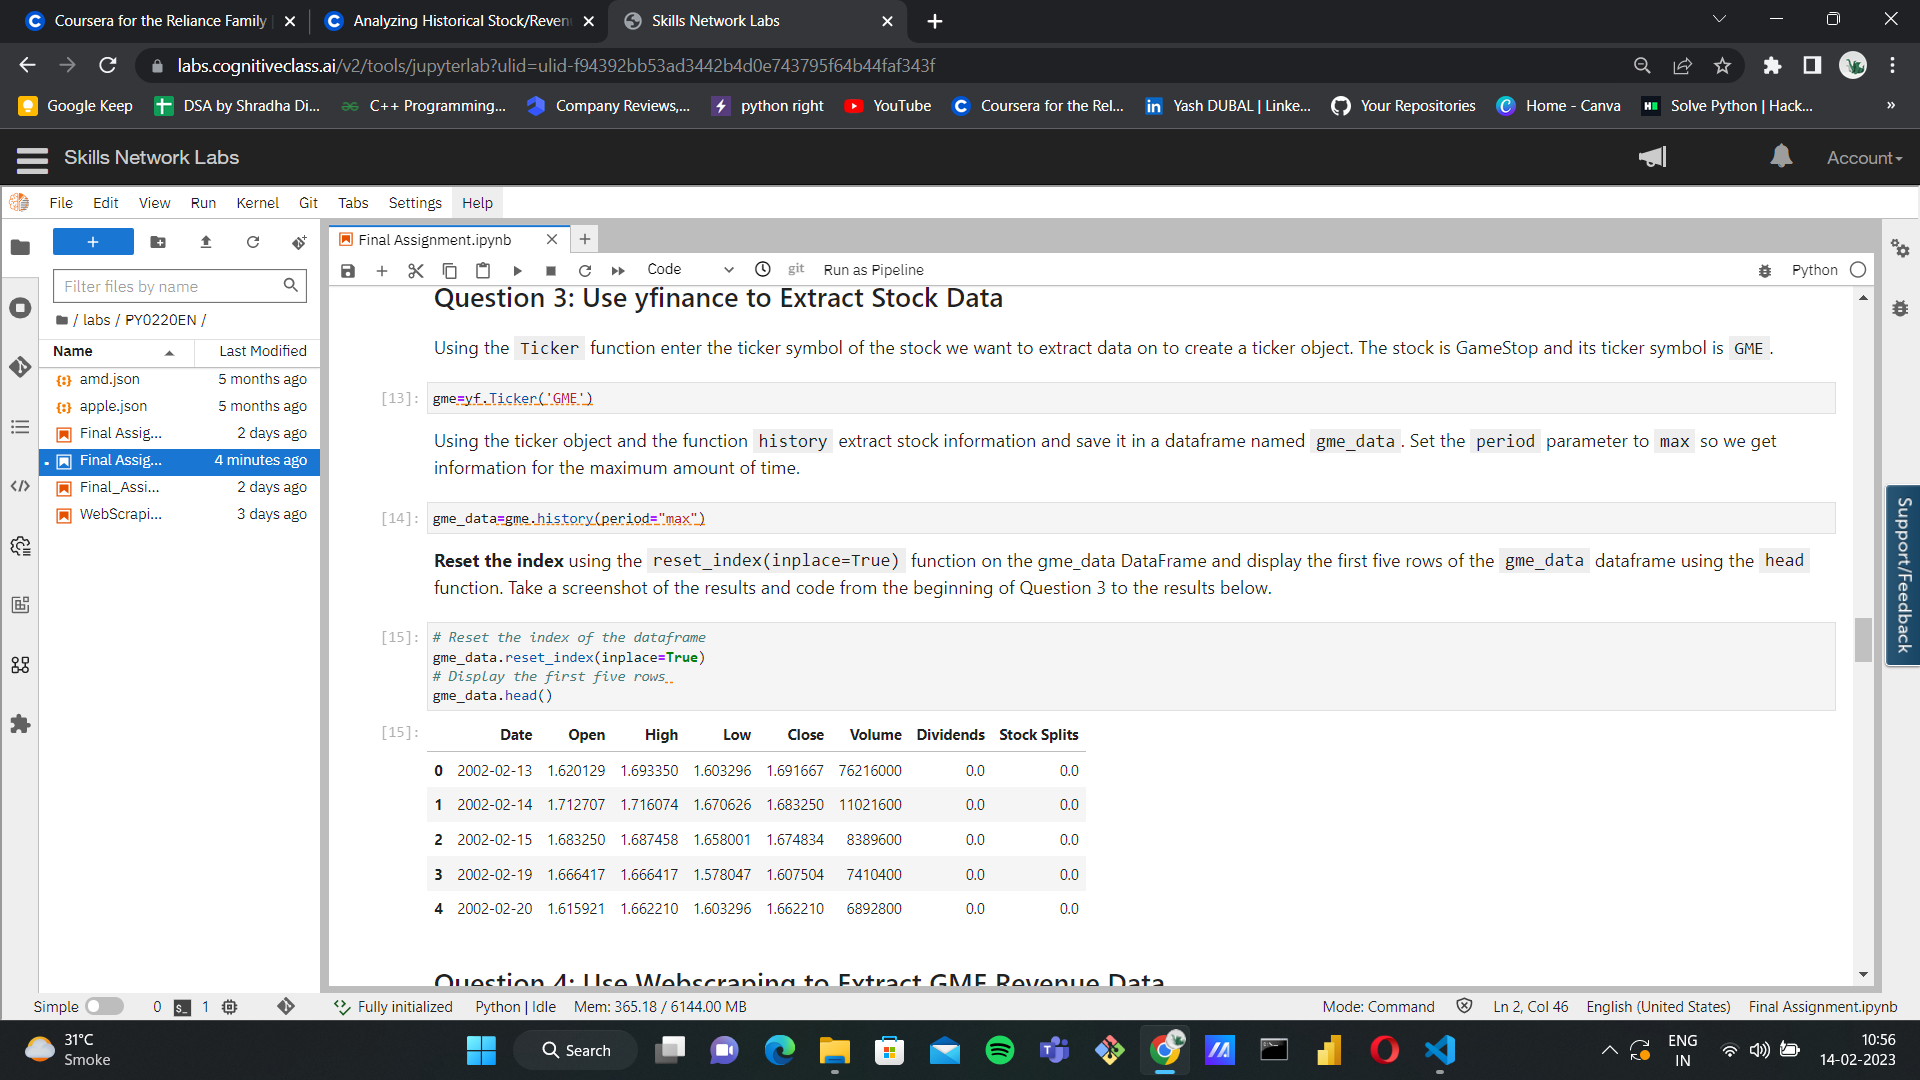 Coursera for the Reliance Family
Analyzing Historical Stock/Reven
Skills Network Labs
labs.cognitiveclass.ai/v2/tools/jupyterlab?ulid=ulid-f94392bb53ad3442b4d0e743795f64b44faf343f
Google Keep
DSA by Shradha Di...
C++ Programming,...
Company Reviews,...
python right
YouTube
Coursera for the Rel...
Yash DUBAL | Linke...
Your Repositories
Home - Canva
Solve Python | Hack...
»
Skills Network Labs
Account
File Edit View Run Kernel Git Tabs Settings Help
Final Assignment.ipynb
Code
git
Run as Pipeline
Python
Filter files by name
/ labs / PY0220EN /
Name Last Modified
amd.json 5 months ago
apple.json 5 months ago
Final Assig... 2 days ago
Final Assig... 4 minutes ago
Final_Assi... 2 days ago
WebScrapi... 3 days ago
Question 3: Use yfinance to Extract Stock Data
Using the Ticker function enter the ticker symbol of the stock we want to extract data on to create a ticker object. The stock is GameStop and its ticker symbol is GME .
[13]: gme=yf.Ticker('GME')
Using the ticker object and the function history extract stock information and save it in a dataframe named gme_data . Set the period parameter to max so we get
information for the maximum amount of time.
[14]: gme_data=gme.history(period="max")
Reset the index using the reset_index(inplace=True) function on the gme_data DataFrame and display the first five rows of the gme_data dataframe using the head
function. Take a screenshot of the results and code from the beginning of Question 3 to the results below.
[15]: # Reset the index of the dataframe
gme_data.reset_index(inplace=True)
# Display the first five rows
gme_data.head()
[15]: Date Open High Low Close Volume Dividends Stock Splits
0 2002-02-13 1.620129 1.693350 1.603296 1.691667 76216000 0.0 0.0
1 2002-02-14 1.712707 1.716074 1.670626 1.683250 11021600 0.0 0.0
2 2002-02-15 1.683250 1.687458 1.658001 1.674834 8389600 0.0 0.0
3 2002-02-19 1.666417 1.666417 1.578047 1.607504 7410400 0.0 0.0
4 2002-02-20 1.615921 1.662210 1.603296 1.662210 6892800 0.0 0.0
Question 4: Use Webscraping to Extract GME Revenue Data
Support/Feedback
Simple 0 1 Fully initialized Python | Idle Mem: 365.18 / 6144.00 MB Mode: Command Ln 2, Col 46 English (United States) Final Assignment.ipynb
31°C
Smoke
Search
ENG
IN
10:56
14-02-2023